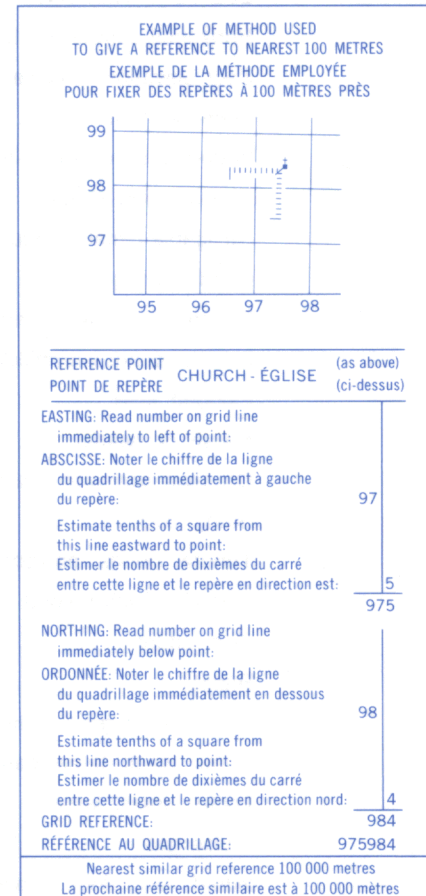 EXAMPLE OF METHOD USED
TO GIVE A REFERENCE TO NEAREST 100 METRES
EXEMPLE DE LA MÉTHODE EMPLOYÉE
POUR FIXER DES REPÈRES À 100 MÈTRES PRÈS
99
98
97
95 96 97 98
REFERENCE POINT
POINT DE REPÈRE
CHURCH - ÉGLISE
(as above)
(ci-dessus)
EASTING: Read number on grid line
immediately to left of point:
ABSCISSE: Noter le chiffre de la ligne
du quadrillage immédiatement à gauche
du repère: 97
Estimate tenths of a square from
this line eastward to point:
Estimer le nombre de dixièmes du carré
entre cette ligne et le repère en direction est: 5
975
NORTHING: Read number on grid line
immediately below point:
ORDONNÉE: Noter le chiffre de la ligne
du quadrillage immédiatement en dessous
du repère: 98
Estimate tenths of a square from
this line northward to point:
Estimer le nombre de dixièmes du carré
entre cette ligne et le repère en direction nord: 4
GRID REFERENCE: 984
RÉFÉRENCE AU QUADRILLAGE: 975984
Nearest similar grid reference 100 000 metres
La prochaine référence similaire est à 100 000 mètres